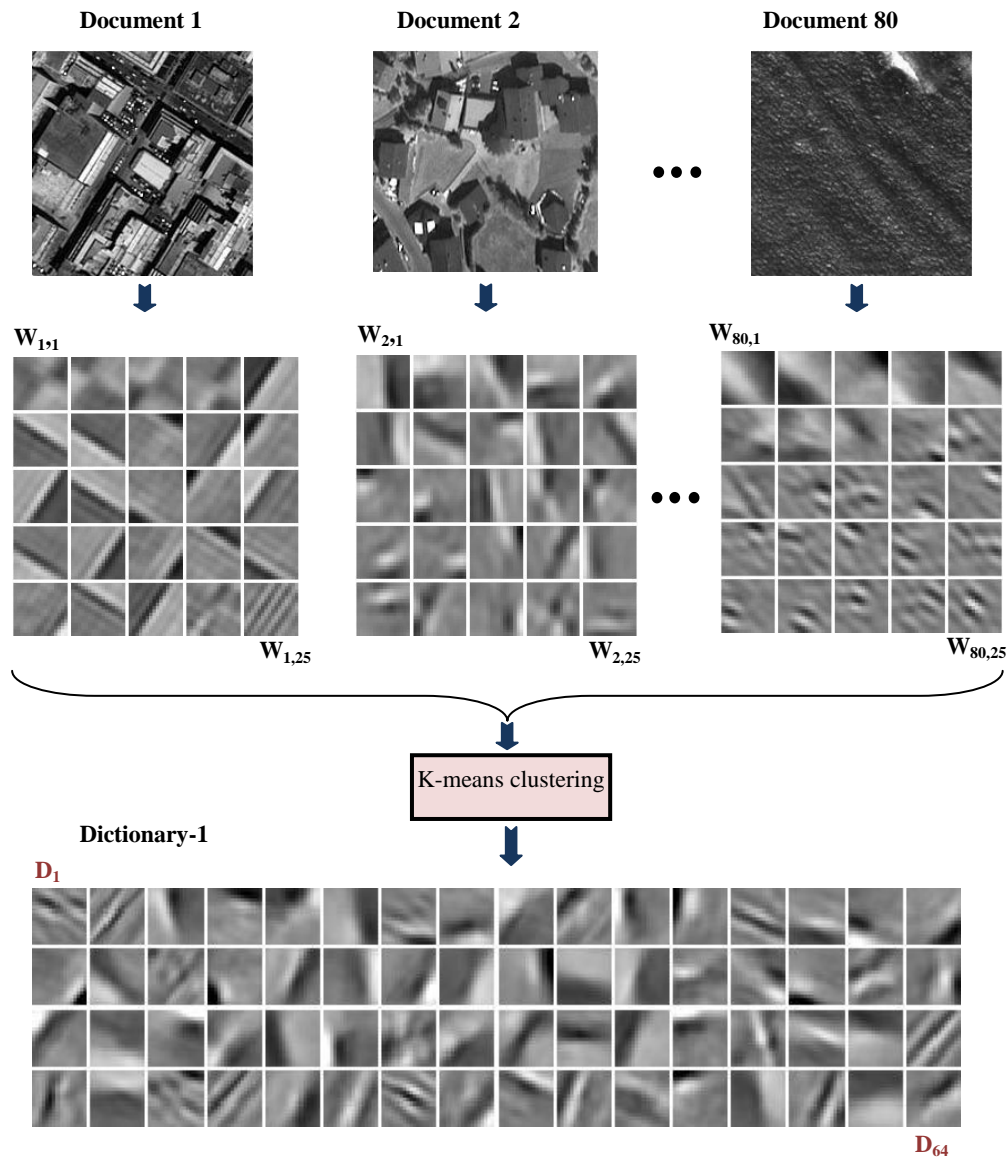 Document 1 Document 2 Document 80
W1,1 W2,1 W80,1
W1,25 W2,25 W80,25
K-means clustering
Dictionary-1
D1
D64